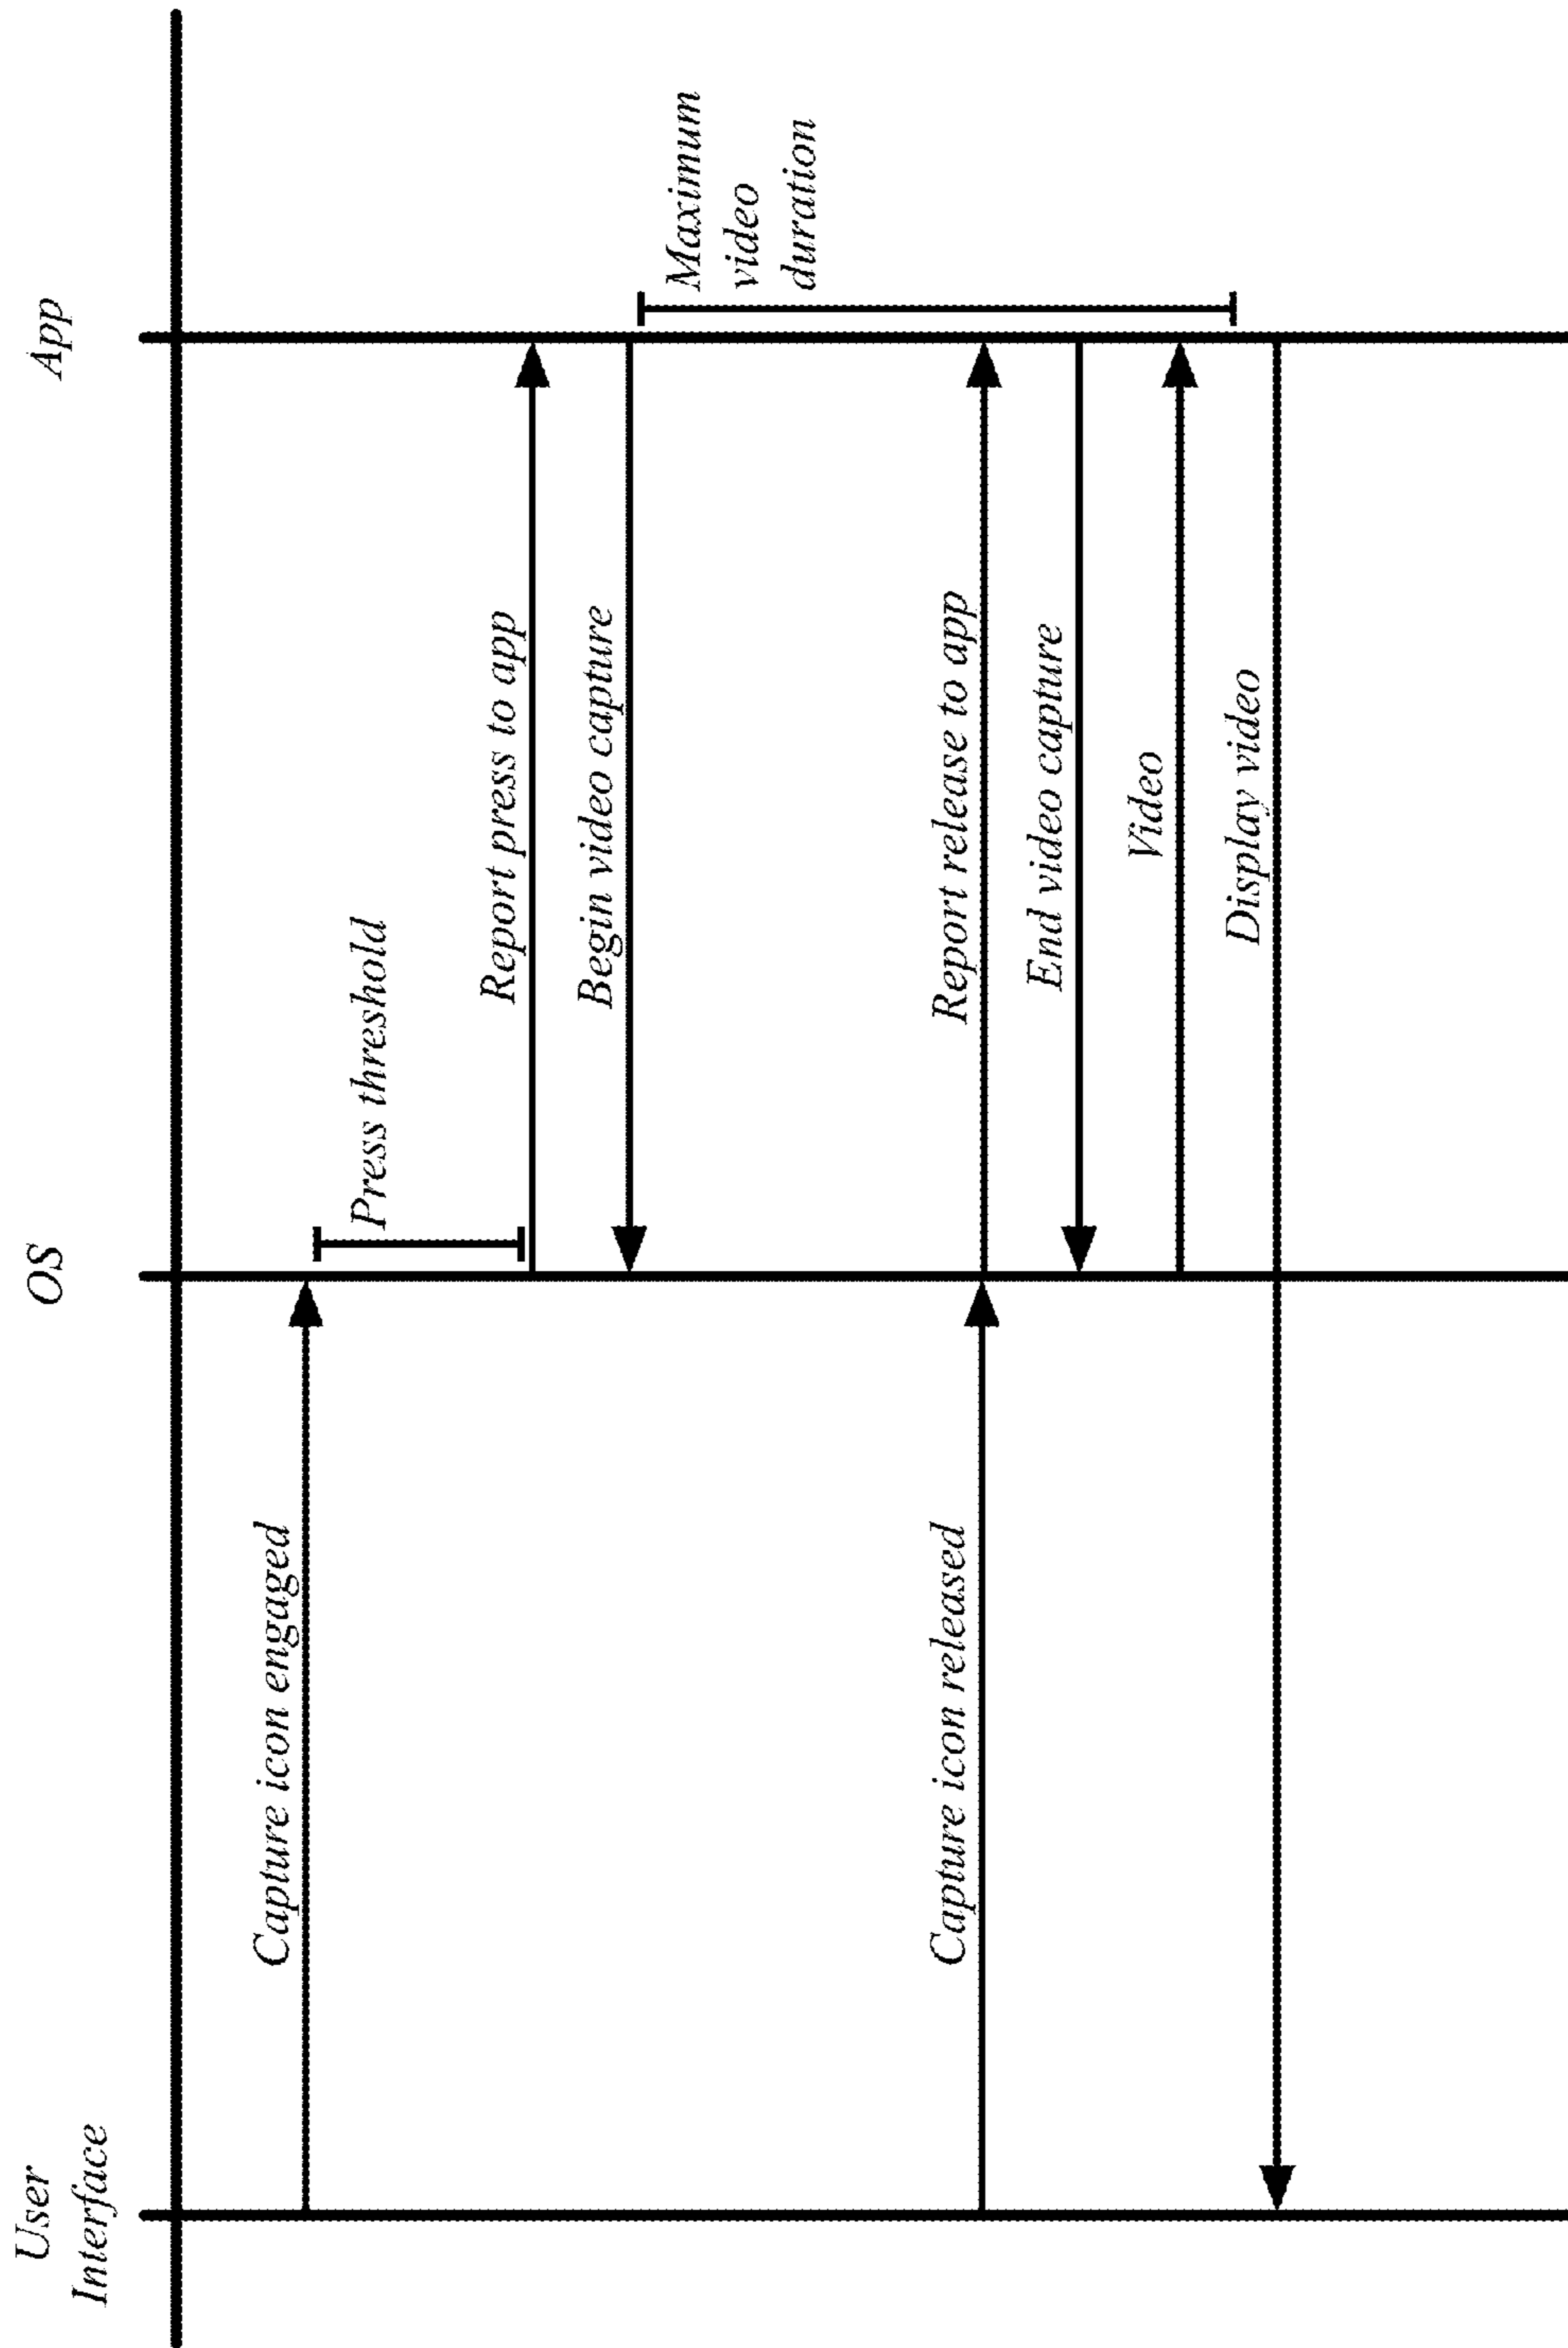 User
Interface
OS
App
Capture icon engaged
Press threshold
Report press to app
Begin video capture
Maximum
video
duration
Capture icon released
Report release to app
End video capture
Video
Display video